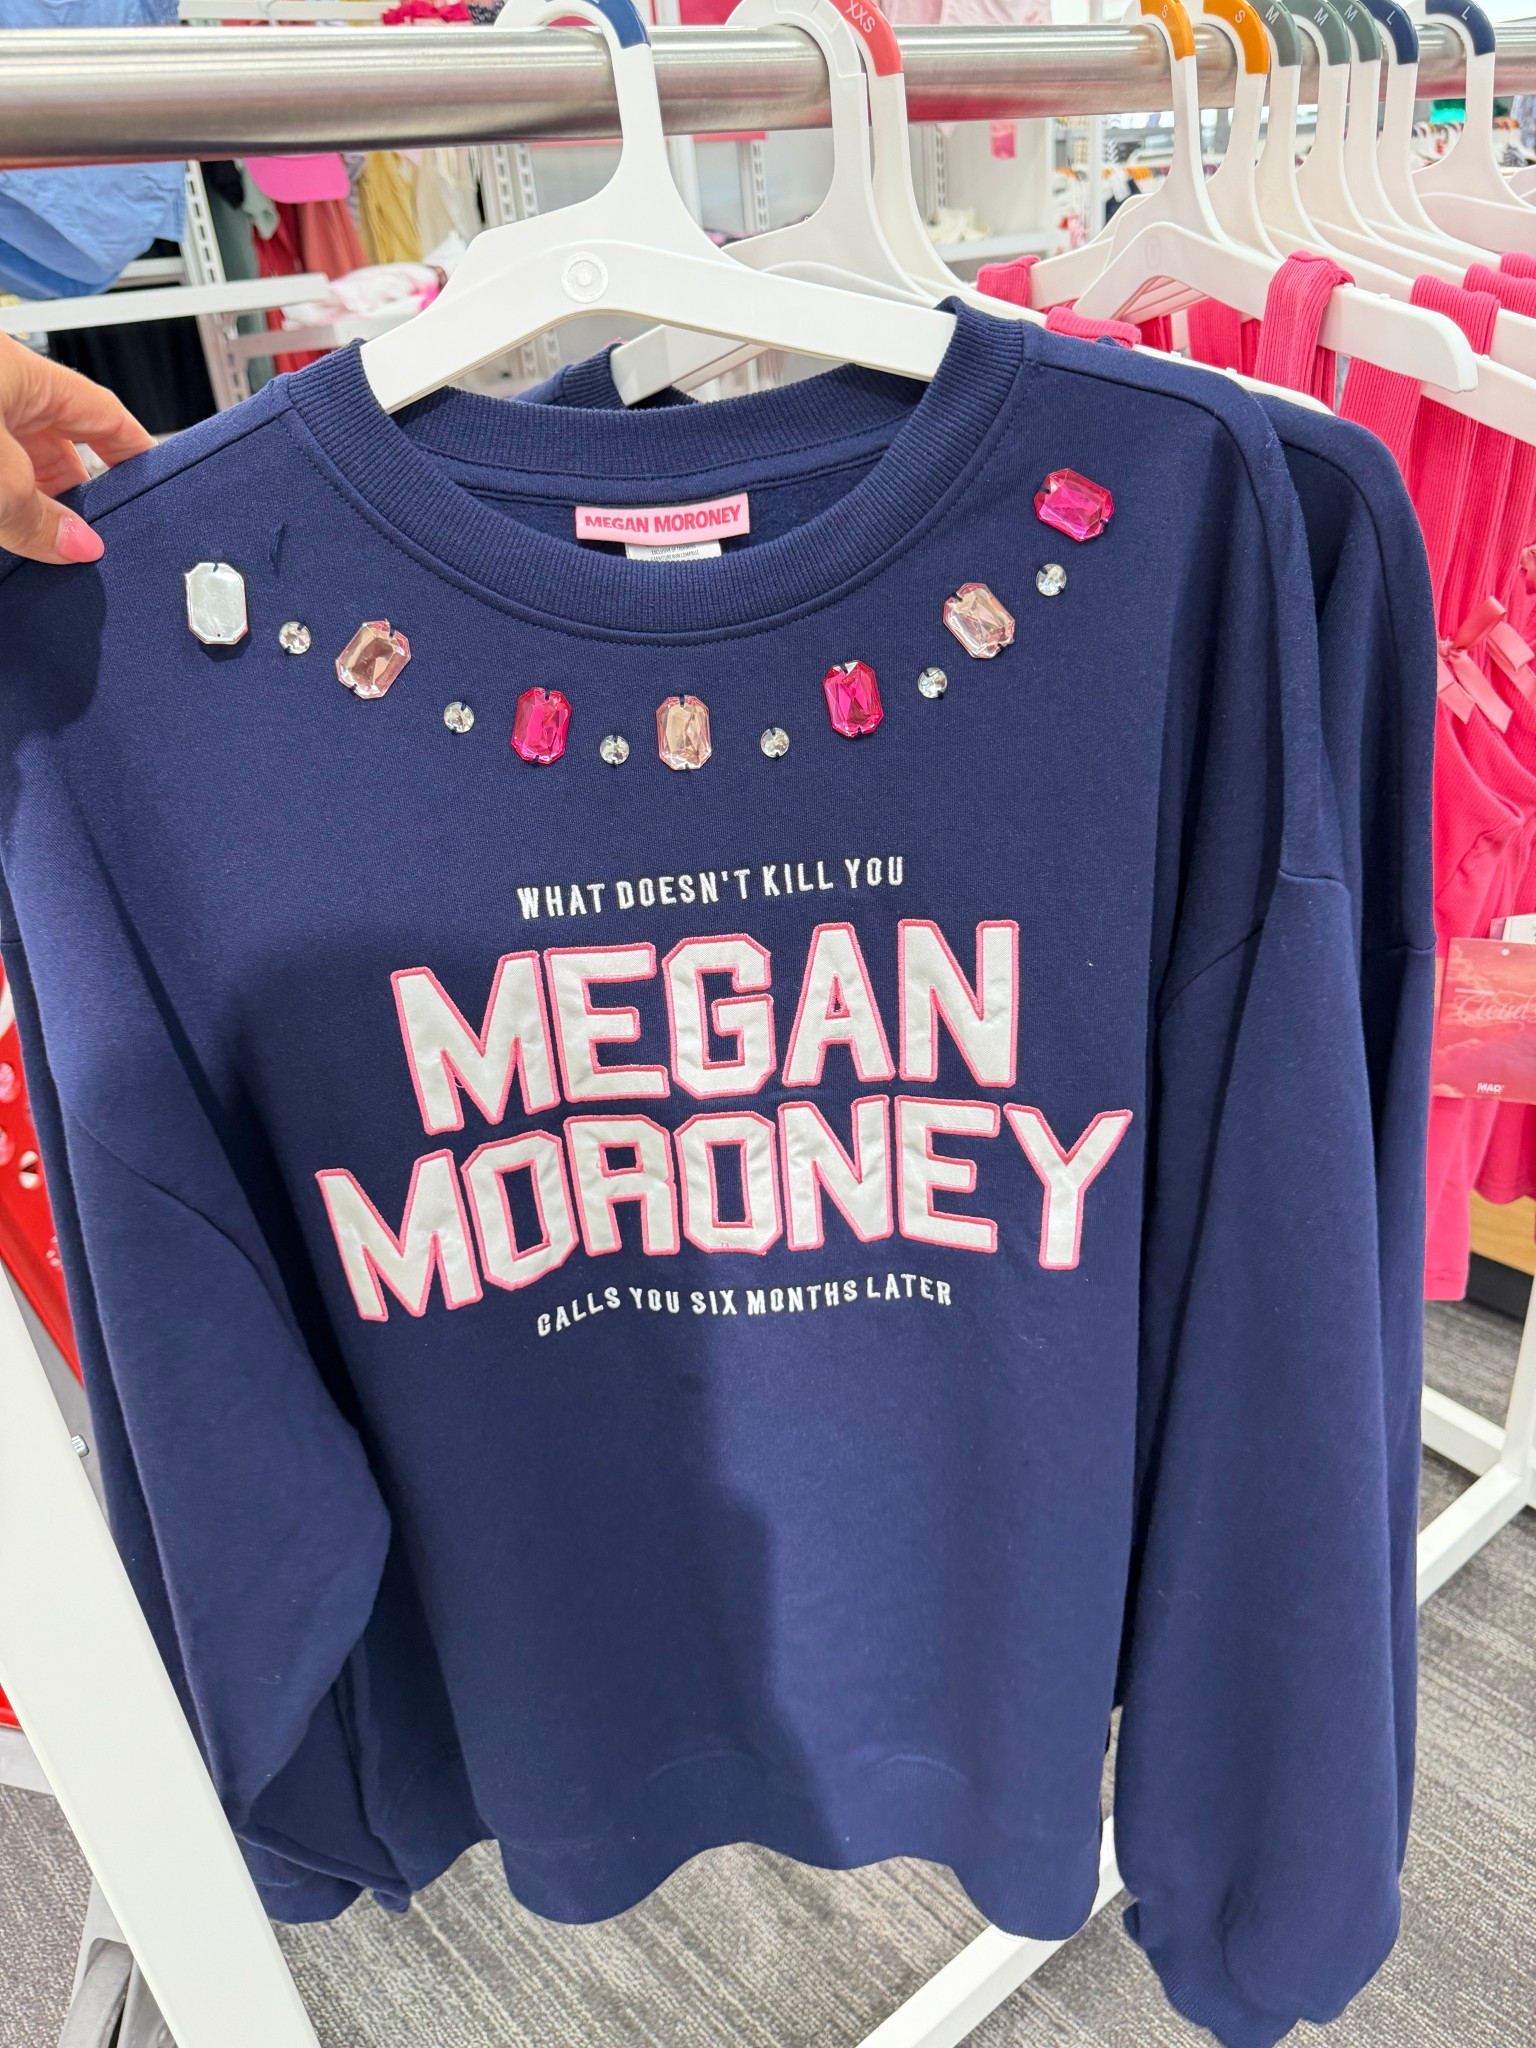 XXS
S
S
M
M
M
L
L
MEGAN MORONEY
WHAT DOESN'T KILL YOU
MEGAN
MORONEY
CALLS YOU SIX MONTHS LATER